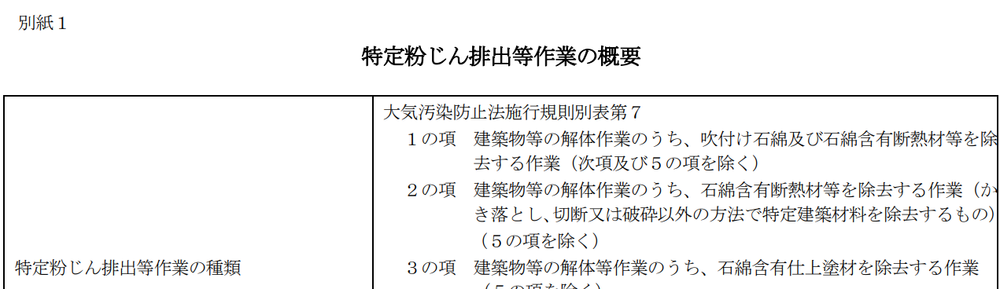 別紙１
特定粉じん排出等作業の概要
大気汚染防止法施行規則別表第７
１の項　建築物等の解体作業のうち、吹付け石綿及び石綿含有断熱材等を除
去する作業（次項及び５の項を除く）
２の項　建築物等の解体作業のうち、石綿含有断熱材等を除去する作業（か
き落とし、切断又は破砕以外の方法で特定建築材料を除去するもの）
（５の項を除く）
特定粉じん排出等作業の種類
３の項　建築物等の解体等作業のうち、石綿含有仕上塗材を除去する作業
（５の項を除く）